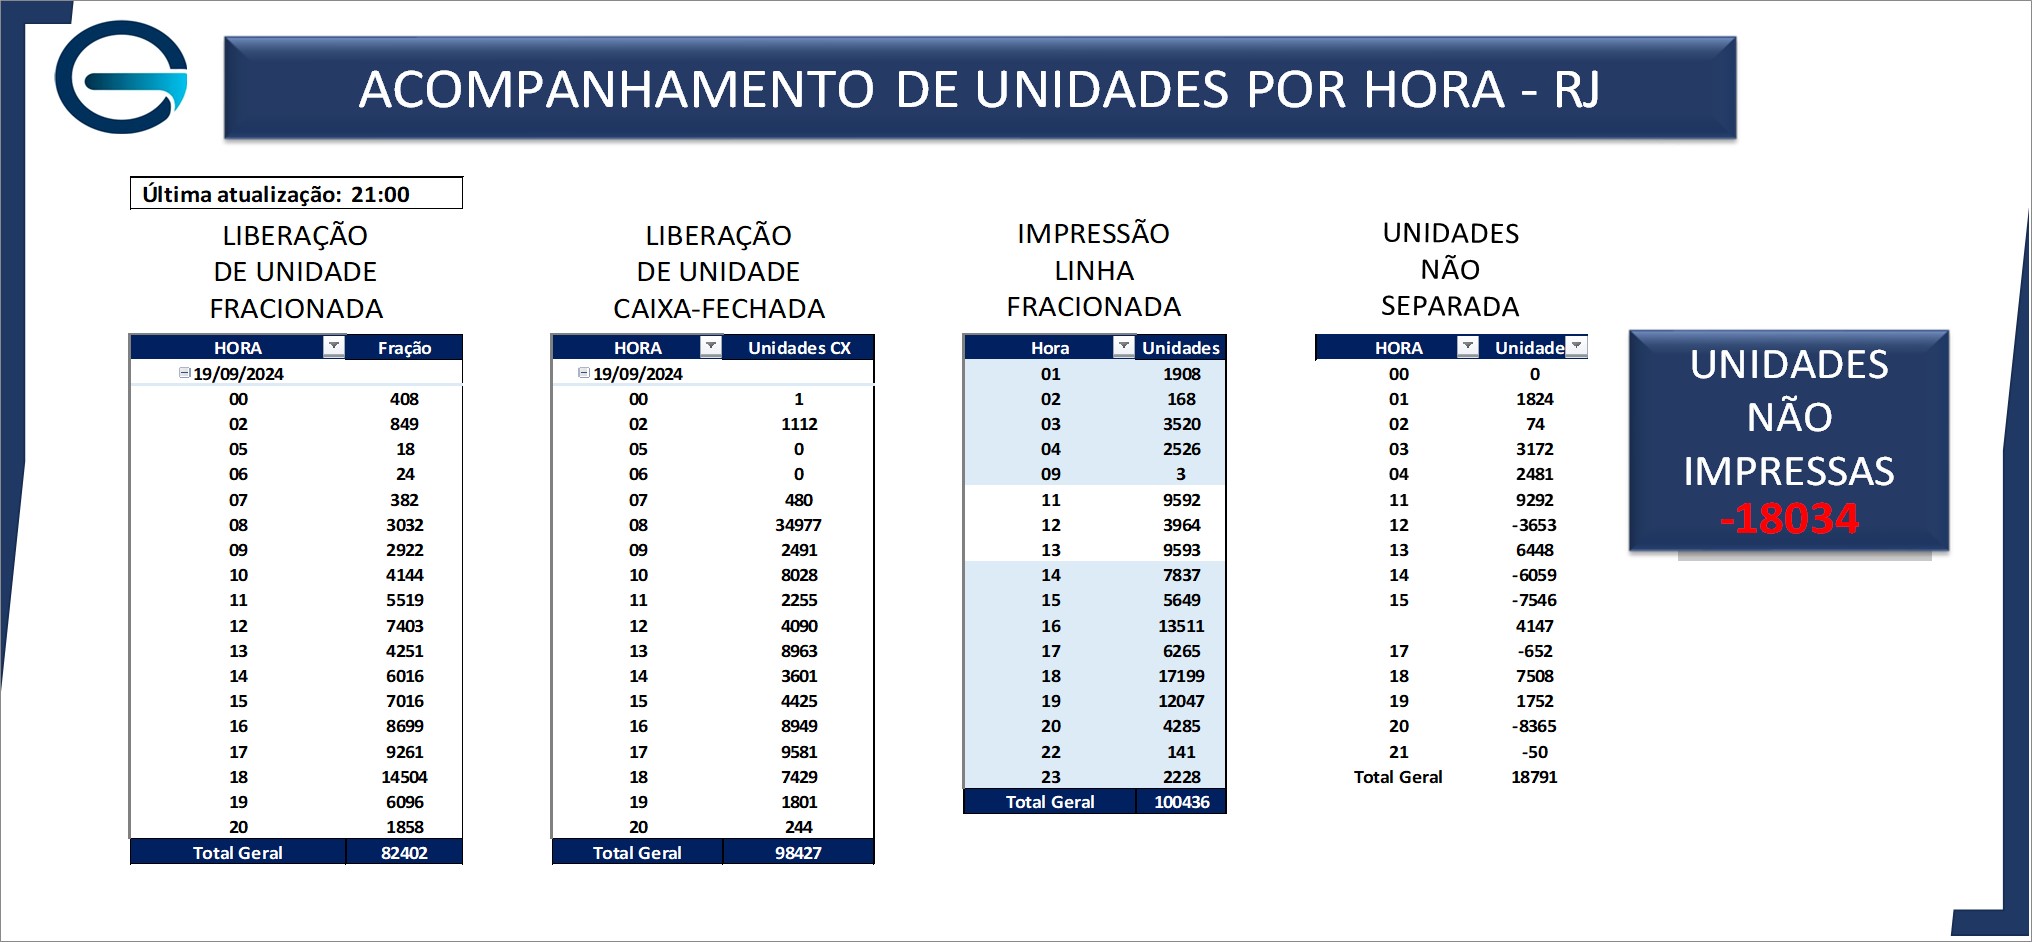 ACOMPANHAMENTO DE UNIDADES POR HORA - RJ
Última atualização: 21:00
LIBERAÇÃO
DE UNIDADE
FRACIONADA
HORA Fração
19/09/2024
00 408
02 849
05 18
06 24
07 382
08 3032
09 2922
10 4144
11 5519
12 7403
13 4251
14 6016
15 7016
16 8699
17 9261
18 14504
19 6096
20 1858
Total Geral 82402
LIBERAÇÃO
DE UNIDADE
CAIXA-FECHADA
HORA Unidades CX
19/09/2024
00 1
02 1112
05 0
06 0
07 480
08 34977
09 2491
10 8028
11 2255
12 4090
13 8963
14 3601
15 4425
16 8949
17 9581
18 7429
19 1801
20 244
Total Geral 98427
IMPRESSÃO
LINHA
FRACIONADA
Hora Unidades
01 1908
02 168
03 3520
04 2526
09 3
11 9592
12 3964
13 9593
14 7837
15 5649
16 13511
17 6265
18 17199
19 12047
20 4285
22 141
23 2228
Total Geral 100436
UNIDADES
NÃO
SEPARADA
HORA Unidade
00 0
01 1824
02 74
03 3172
04 2481
11 9292
12 -3653
13 6448
14 -6059
15 -7546
4147
17 -652
18 7508
19 1752
20 -8365
21 -50
Total Geral 18791
UNIDADES
NÃO
IMPRESSAS
-18034